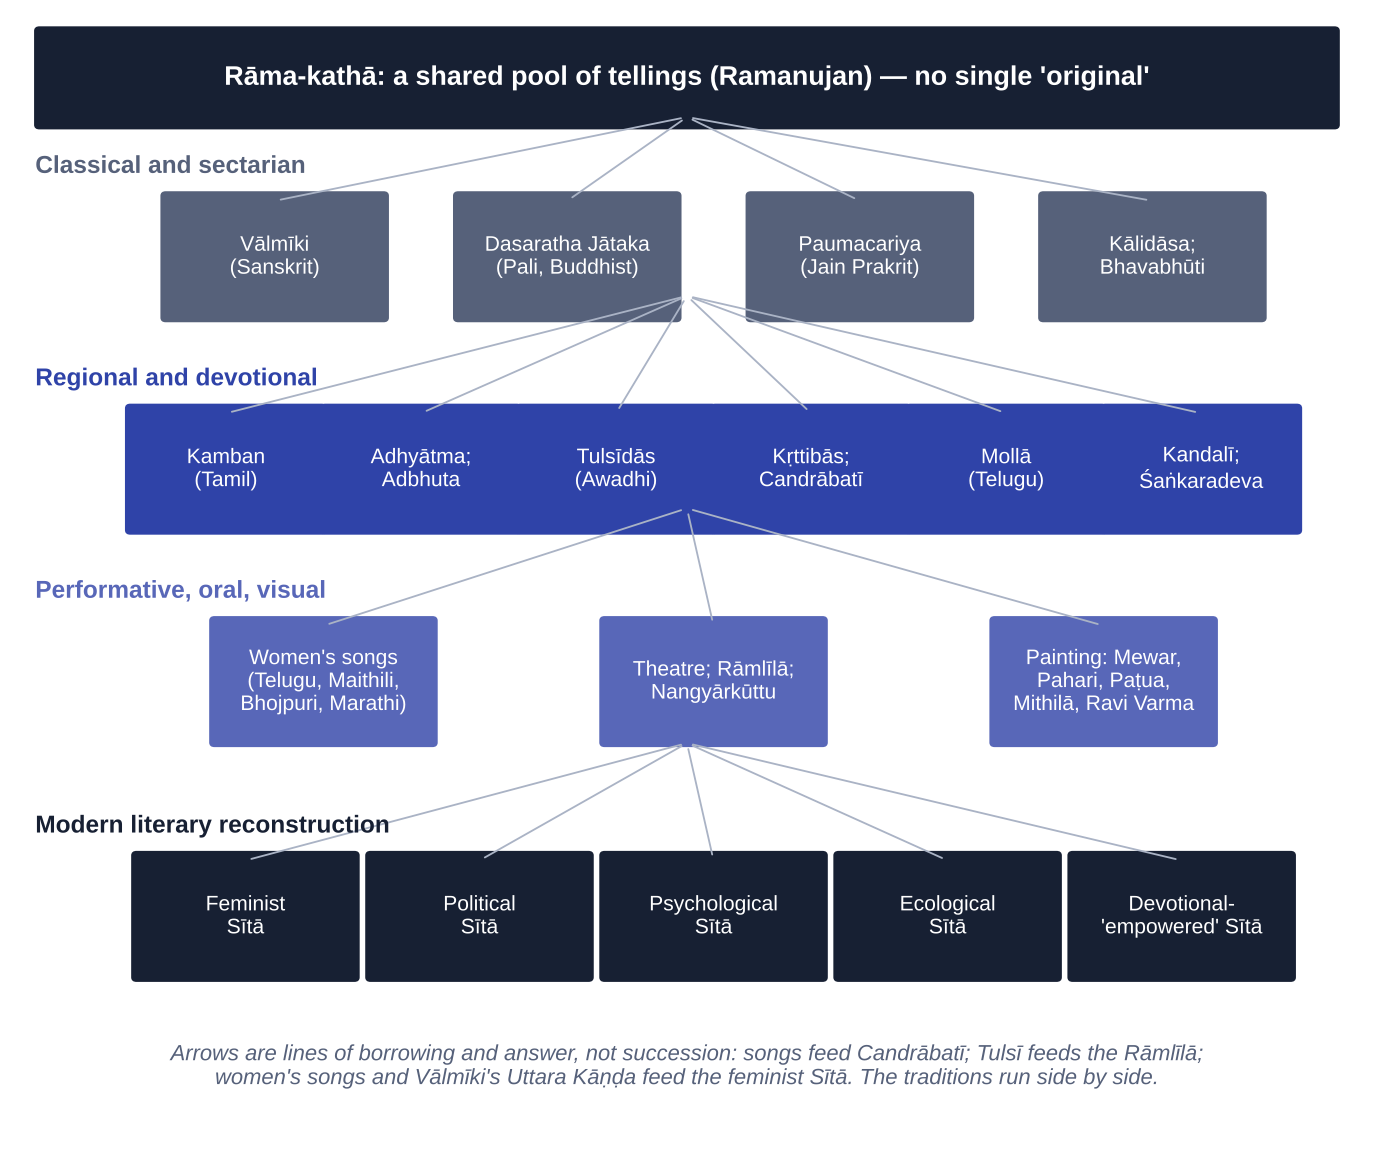 Rāma-kathā: a shared pool of tellings (Ramanujan) — no single 'original'
Classical and sectarian
Vālmīki
(Sanskrit)
Dasaratha Jātaka
(Pali, Buddhist)
Paumacariya
(Jain Prakrit)
Kālidāsa;
Bhavabhūti
Regional and devotional
Kamban
(Tamil)
Adhyātma;
Adbhuta
Tulsīdās
(Awadhi)
Kṛttibās;
Candrābatī
Mollā
(Telugu)
Kandalī;
Śaṅkaradeva
Performative, oral, visual
Women's songs
(Telugu, Maithili,
Bhojpuri, Marathi)
Theatre; Rāmlīlā;
Nangyārkūttu
Painting: Mewar,
Pahari, Paṭua,
Mithilā, Ravi Varma
Modern literary reconstruction
Feminist
Sītā
Political
Sītā
Psychological
Sītā
Ecological
Sītā
Devotional-
'empowered' Sītā
Arrows are lines of borrowing and answer, not succession: songs feed Candrābatī; Tulsī feeds the Rāmlīlā;
women's songs and Vālmīki's Uttara Kāṇḍa feed the feminist Sītā. The traditions run side by side.